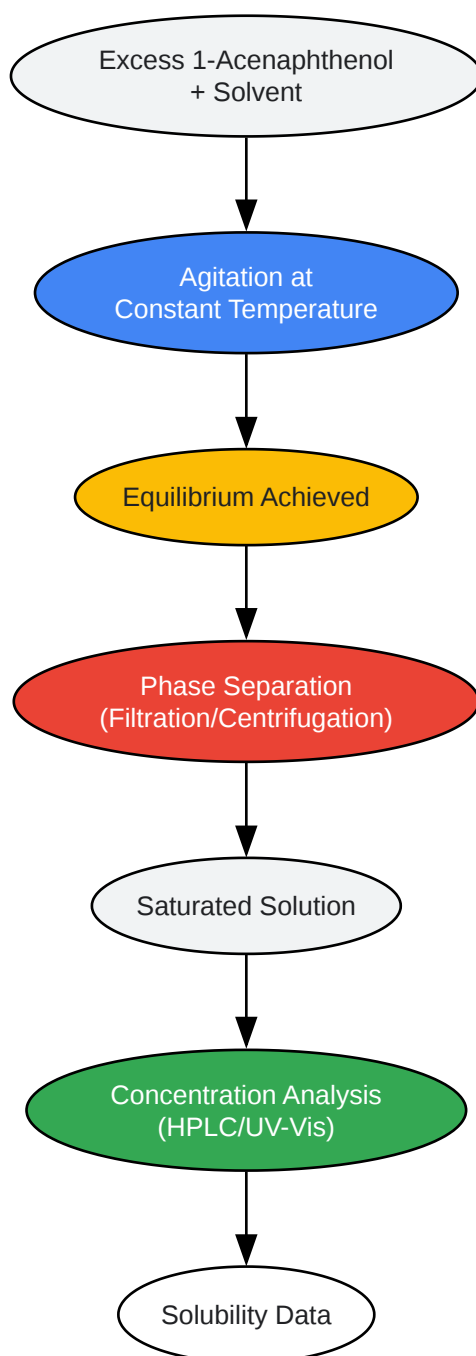 Excess 1-Acenaphthenol
+ Solvent
Agitation at
Constant Temperature
Equilibrium Achieved
Phase Separation
(Filtration/Centrifugation)
Saturated Solution
Concentration Analysis
(HPLC/UV-Vis)
Solubility Data